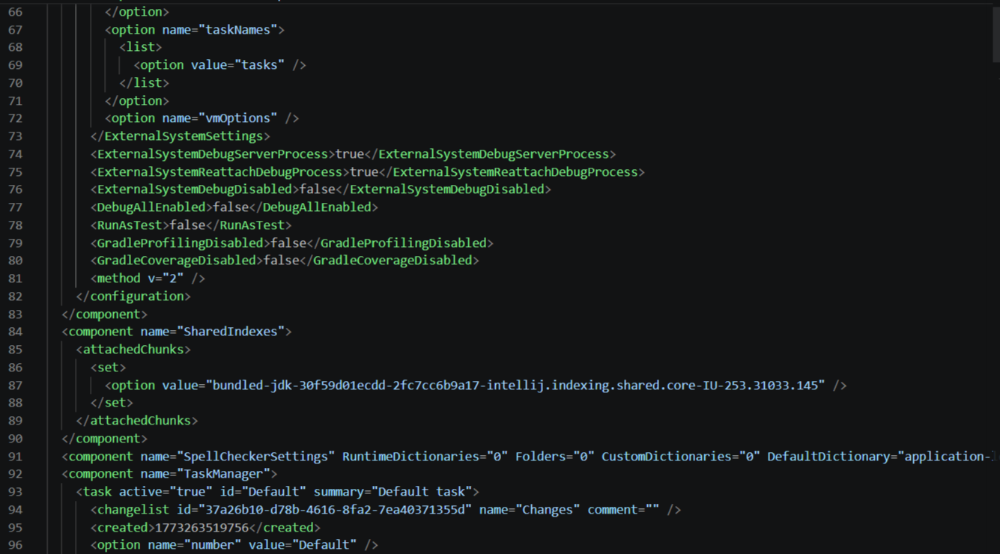 66 </option>
67 <option name="taskNames">
68 <list>
69 <option value="tasks" />
70 </list>
71 </option>
72 <option name="vmOptions" />
73 </ExternalSystemSettings>
74 <ExternalSystemDebugServerProcess>true</ExternalSystemDebugServerProcess>
75 <ExternalSystemReattachDebugProcess>true</ExternalSystemReattachDebugProcess>
76 <ExternalSystemDebugDisabled>false</ExternalSystemDebugDisabled>
77 <DebugAllEnabled>false</DebugAllEnabled>
78 <RunAsTest>false</RunAsTest>
79 <GradleProfilingDisabled>false</GradleProfilingDisabled>
80 <GradleCoverageDisabled>false</GradleCoverageDisabled>
81 <method v="2" />
82 </configuration>
83 </component>
84 <component name="SharedIndexes">
85 <attachedChunks>
86 <set>
87 <option value="bundled-jdk-30f59d01ecdd-2fc7cc6b9a17-intellij.indexing.shared.core-IU-253.31033.145" />
88 </set>
89 </attachedChunks>
90 </component>
91 <component name="SpellCheckerSettings" RuntimeDictionaries="0" Folders="0" CustomDictionaries="0" DefaultDictionary="application-
92 <component name="TaskManager">
93 <task active="true" id="Default" summary="Default task">
94 <changelist id="37a26b10-d78b-4616-8fa2-7ea40371355d" name="Changes" comment="" />
95 <created>1773263519756</created>
96 <option name="number" value="Default" />